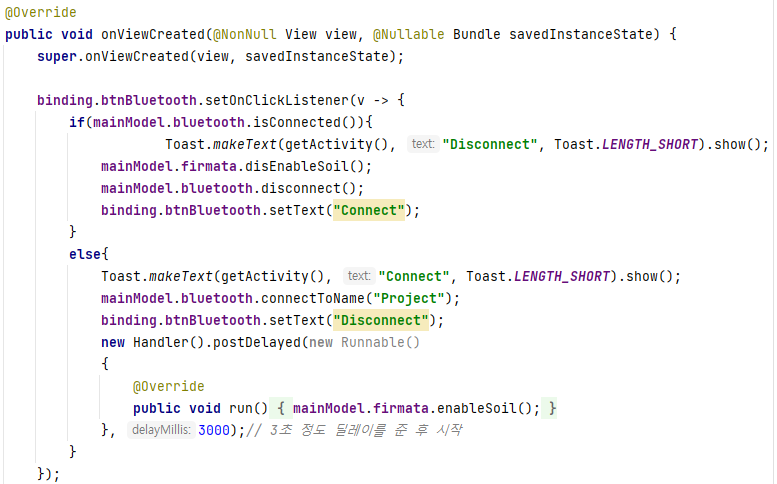 @Override
public void onViewCreated(@NonNull View view, @Nullable Bundle savedInstanceState) {
super.onViewCreated(view, savedInstanceState);
binding.btnBluetooth.setOnClickListener(v -> {
if(mainModel.bluetooth.isConnected()){
Toast.makeText(getActivity(), text: "Disconnect", Toast.LENGTH_SHORT).show();
mainModel.firmata.disEnableSoil();
mainModel.bluetooth.disconnect();
binding.btnBluetooth.setText("Connect");
}
else{
Toast.makeText(getActivity(), text: "Connect", Toast.LENGTH_SHORT).show();
mainModel.bluetooth.connectToName("Project");
binding.btnBluetooth.setText("Disconnect");
new Handler().postDelayed(new Runnable()
{
@Override
public void run() { mainModel.firmata.enableSoil(); }
}, delayMillis: 3000);// 3초 정도 딜레이를 준 후 시작
}
});